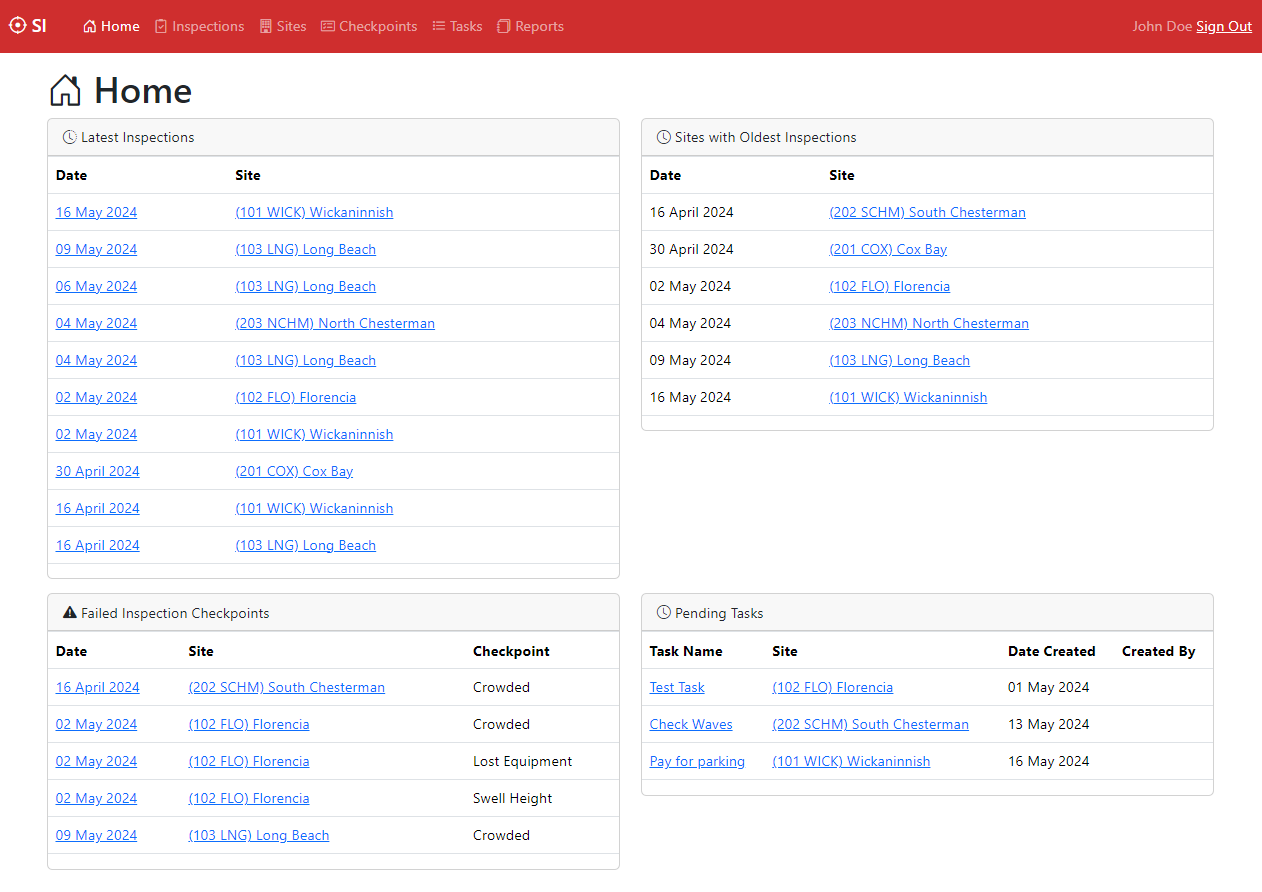 SI Home Inspections Sites Checkpoints Tasks Reports John Doe Sign Out
Home
Latest Inspections
Date Site
16 May 2024 (101 WICK) Wickaninnish
09 May 2024 (103 LNG) Long Beach
06 May 2024 (103 LNG) Long Beach
04 May 2024 (203 NCHM) North Chesterman
04 May 2024 (103 LNG) Long Beach
02 May 2024 (102 FLO) Florencia
02 May 2024 (101 WICK) Wickaninnish
30 April 2024 (201 COX) Cox Bay
16 April 2024 (101 WICK) Wickaninnish
16 April 2024 (103 LNG) Long Beach
Sites with Oldest Inspections
Date Site
16 April 2024 (202 SCHM) South Chesterman
30 April 2024 (201 COX) Cox Bay
02 May 2024 (102 FLO) Florencia
04 May 2024 (203 NCHM) North Chesterman
09 May 2024 (103 LNG) Long Beach
16 May 2024 (101 WICK) Wickaninnish
Failed Inspection Checkpoints
Date Site Checkpoint
16 April 2024 (202 SCHM) South Chesterman Crowded
02 May 2024 (102 FLO) Florencia Crowded
02 May 2024 (102 FLO) Florencia Lost Equipment
02 May 2024 (102 FLO) Florencia Swell Height
09 May 2024 (103 LNG) Long Beach Crowded
Pending Tasks
Task Name Site Date Created Created By
Test Task (102 FLO) Florencia 01 May 2024
Check Waves (202 SCHM) South Chesterman 13 May 2024
Pay for parking (101 WICK) Wickaninnish 16 May 2024